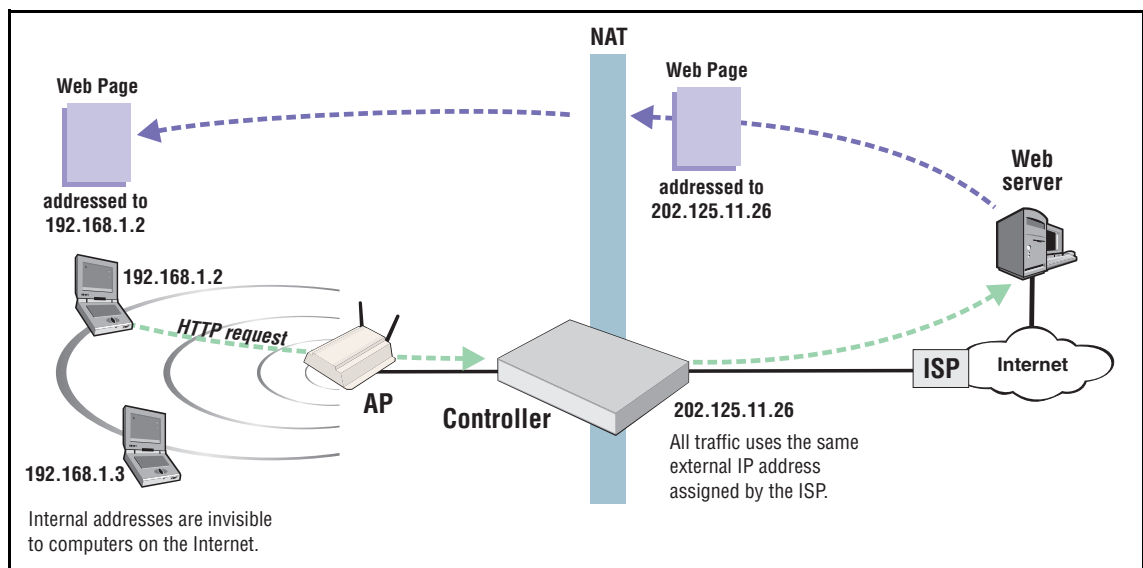 NAT
Web Page
Web Page
addressed to
192.168.1.2
addressed to
202.125.11.26
Web
server
192.168.1.2
HTTP request
AP
Controller
ISP
Internet
202.125.11.26
All traffic uses the same
external IP address
assigned by the ISP.
192.168.1.3
Internal addresses are invisible
to computers on the Internet.